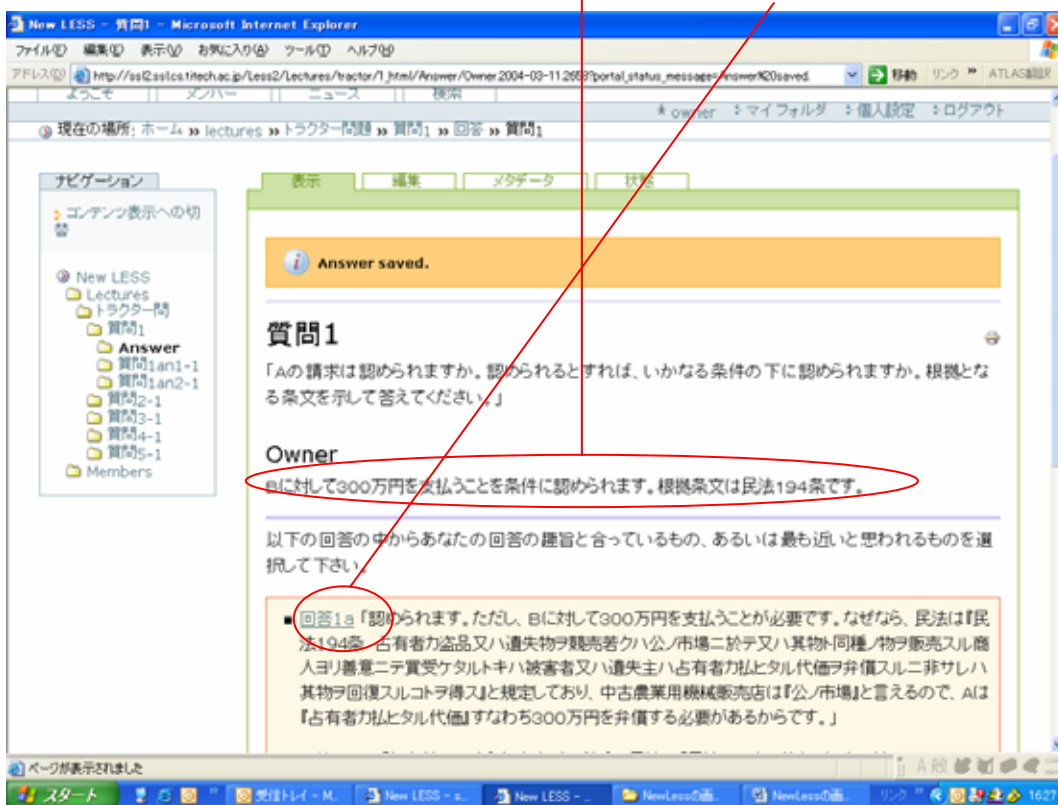 New LESS - 質問1 - Microsoft Internet Explorer
ファイル(F) 編集(E) 表示(V) お気に入り(A) ツール(T) ヘルプ(H)
アドレス(D) http://ssl2.ssl.cs.titech.ac.jp/Less2/Lectures/tractor/1_html/Answer/Owner.2004-03-11.2658?portal_status_message=Answer%20saved. 移動 リンク »
ようこそ メンバー ニュース 検索
owner マイフォルダ 個人設定 ログアウト
現在の場所: ホーム » lectures » トラクター問題 » 質問1 » 回答 » 質問1
ナビゲーション
コンテンツ表示への切
替
New LESS
Lectures
トラクター問
質問1
Answer
質問1an1-1
質問1an2-1
質問2-1
質問3-1
質問4-1
質問5-1
Members
表示 編集 メタデータ 状態
Answer saved.
質問1
「Aの請求は認められますか。認められるとすれば、いかなる条件の下に認められますか。根拠とな
る条文を示して答えてください。」
Owner
Bに対して300万円を支払うことを条件に認められます。根拠条文は民法194条です。
以下の回答の中からあなたの回答の趣旨と合っているもの、あるいは最も近いと思われるものを選
択して下さい。
■ 回答1a 「認められます。ただし、Bに対して300万円を支払うことが必要です。なぜなら、民法は『民
法194条 占有者カ盗品又ハ遺失物ヲ競売若クハ公ノ市場ニ於テ又ハ其物ト同種ノ物ヲ販売スル商
人ヨリ善意ニテ買受ケタルトキハ被害者又ハ遺失主ハ占有者カ払ヒタル代価ヲ弁償スルニ非サレハ
其物ヲ回復スルコトヲ得ス』と規定しており、中古農業用機械販売店は『公ノ市場』と言えるので、Aは
『占有者カ払ヒタル代価』すなわち300万円を弁償する必要があるからです。」
ページが表示されました
A 般
スタート 受信トレイ - M... New LESS - s... New LESS - ... NewLessの画... NewLessの画... リンク » 16:27